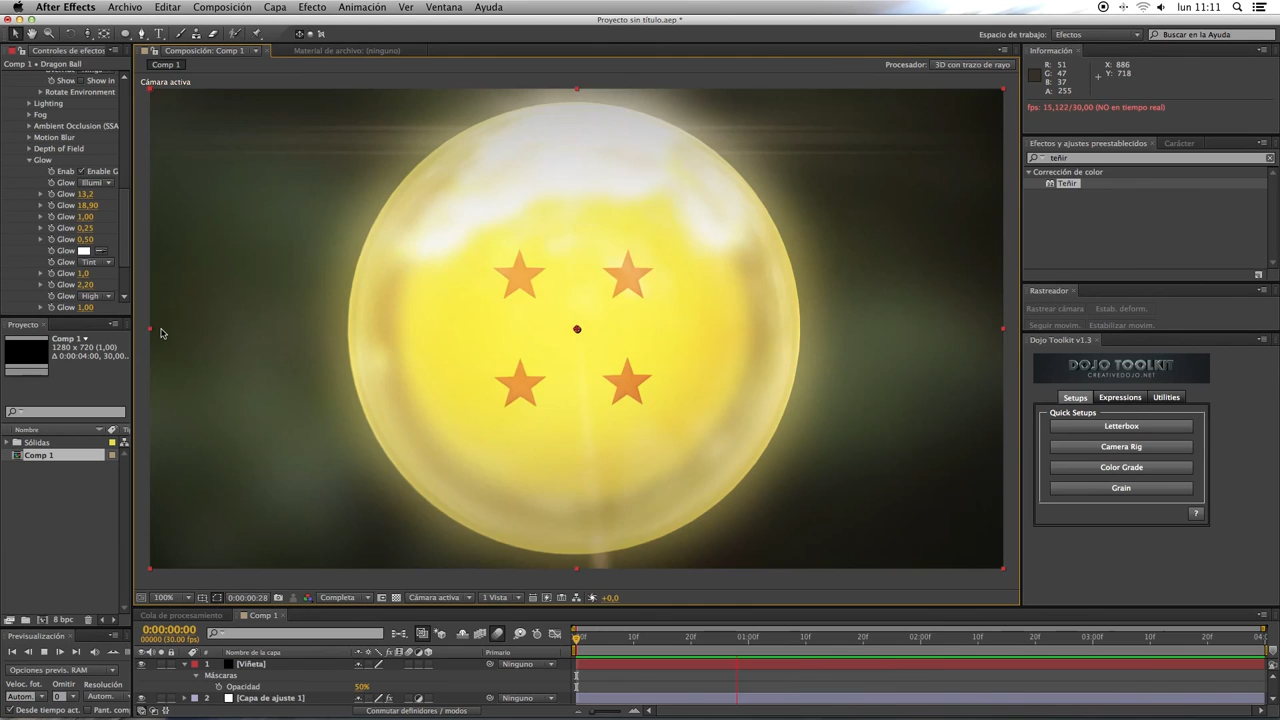 After Effects Archivo Editar Composición Capa Efecto Animación Ver Ventana Ayuda lun 11:11
Proyecto sin título.aep *
Espacio de trabajo: Efectos Buscar en la Ayuda
Controles de efectos
Composición: Comp 1
Material de archivo: (ninguno)
Información
Comp 1 • Dragon Ball
Comp 1
Procesador: 3D con trazo de rayo
R: 51
G: 47
B: 37
A: 255
X: 886
Y: 718
Cámara activa
Show Show in
Rotate Environment
Lighting
Fog
Ambient Occlusion (SSA
Motion Blur
Depth of Field
Glow
Enab Enable G
Glow Illumi
Glow 13,2
Glow 18,90
Glow 1,00
Glow 0,25
Glow 0,50
Glow
Glow Tint
Glow 1,0
Glow 2,20
Glow High
Glow 1,00
fps: 15,122/30,00 (NO en tiempo real)
Efectos y ajustes preestablecidos Carácter
teñir
Corrección de color
Teñir
Rastreador
Rastrear cámara Estab. deform.
Seguir movim. Estabilizar movim.
Dojo Toolkit v1.3
DOJO TOOLKIT
CREATIVEDOJO.NET
Setups Expressions Utilities
Quick Setups
Letterbox
Camera Rig
Color Grade
Grain
?
Proyecto
Comp 1
1280 x 720 (1,00)
Δ 0:00:04:00, 30,00...
Nombre
Sólidas
Comp 1
8 bpc
100% 0:00:00:28 Completa Cámara activa 1 Vista +0,0
Cola de procesamiento Comp 1
0:00:00:00
00000 (30.00 fps)
10f 20f 01:00f 10f 20f 02:00f 10f 20f 03:00f 10f 20f
# Nombre de la capa Primario
1 [Viñeta] Ninguno
Máscaras
Opacidad 50%
2 [Capa de ajuste 1] Ninguno
Conmutar definidores / modos
Previsualización
Opciones previs. RAM
Veloc. fot. Omitir Resolución
Autom. 0 Autom.
Desde tiempo act. Pant. comp